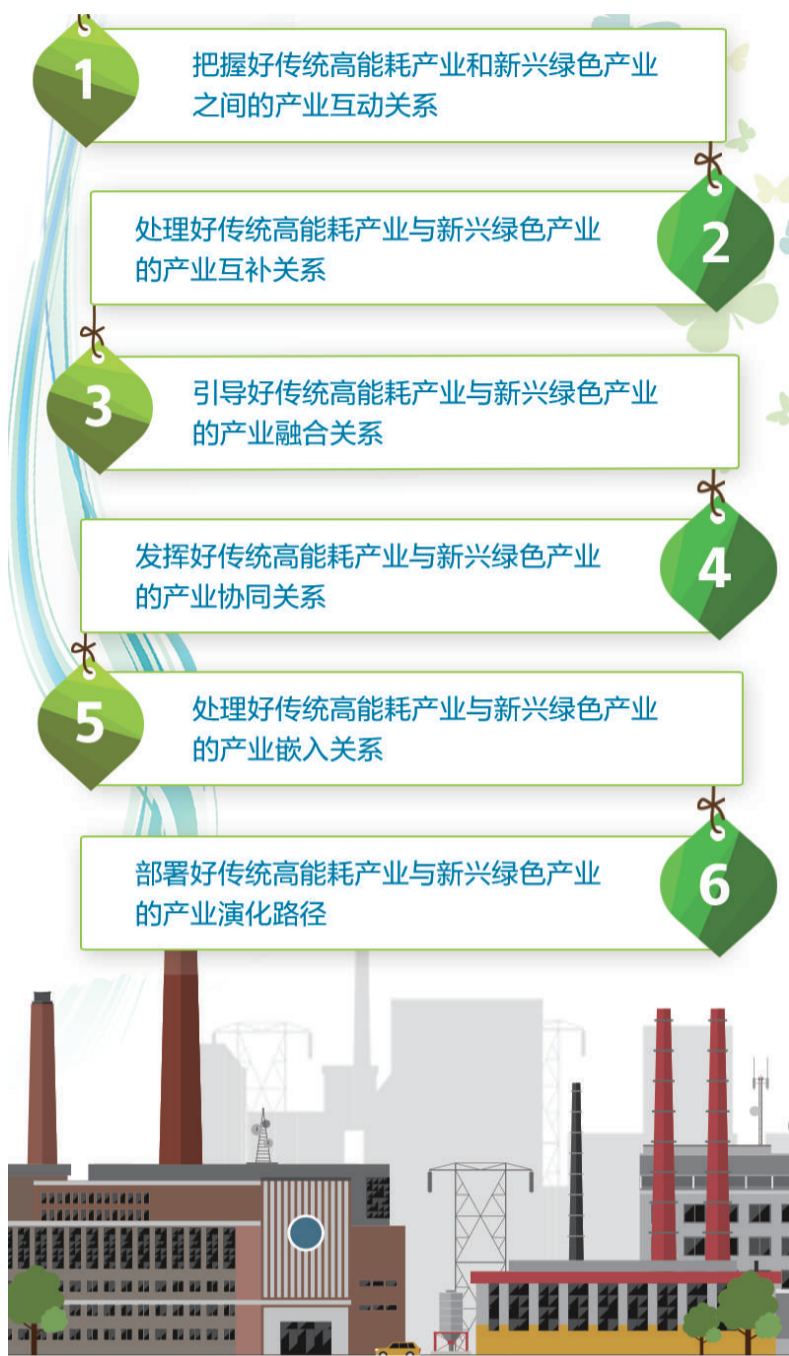 1
把握好传统高能耗产业和新兴绿色产业
之间的产业互动关系
处理好传统高能耗产业与新兴绿色产业
的产业互补关系
2
3
引导好传统高能耗产业与新兴绿色产业
的产业融合关系
发挥好传统高能耗产业与新兴绿色产业
的产业协同关系
4
5
处理好传统高能耗产业与新兴绿色产业
的产业嵌入关系
部署好传统高能耗产业与新兴绿色产业
的产业演化路径
6